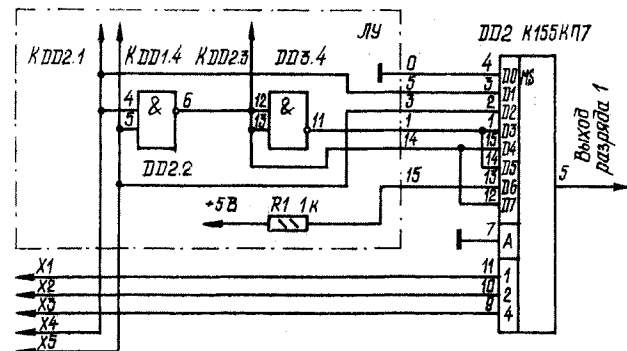 ЛУ
DD2 К155КП7
КDD2.1
КDD1.4
КDD2.3
DD3.4
4
5
&
6
DD2.2
12
13
&
11
+5В
R1 1к
0
5
3
1
14
15
4
3
2
1
15
14
13
12
7
D0
D1
D2
D3
D4
D5
D6
D7
MS
A
5
Выход
разряда 1
X1
X2
X3
X4
X5
11
10
9
1
2
4